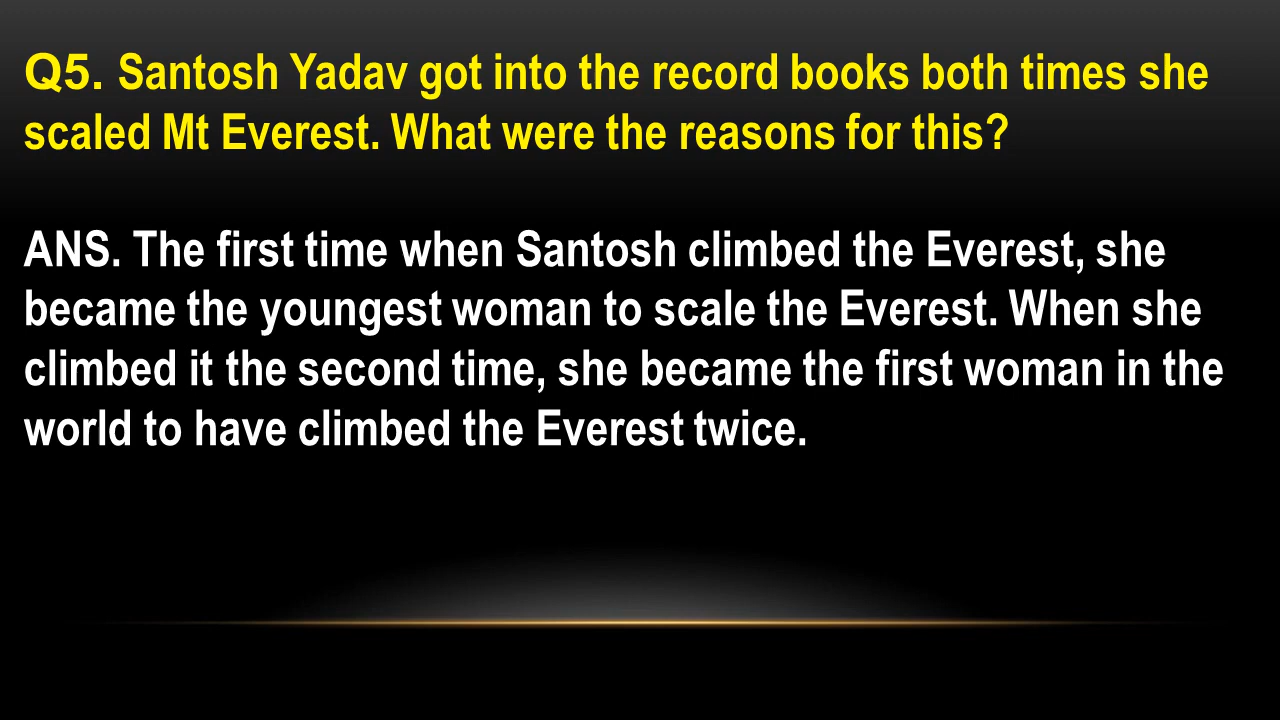 Q5. Santosh Yadav got into the record books both times she
scaled Mt Everest. What were the reasons for this?
ANS. The first time when Santosh climbed the Everest, she
became the youngest woman to scale the Everest. When she
climbed it the second time, she became the first woman in the
world to have climbed the Everest twice.